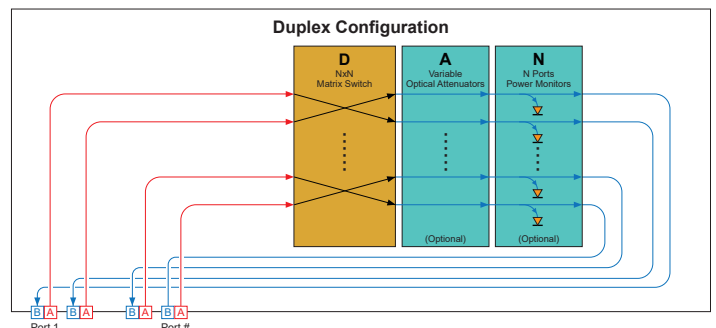 Duplex Configuration
D
NxN
Matrix Switch
A
Variable
Optical Attenuators
N
N Ports
Power Monitors
(Optional)
(Optional)
B A B A B A B A
Port 1
Port #